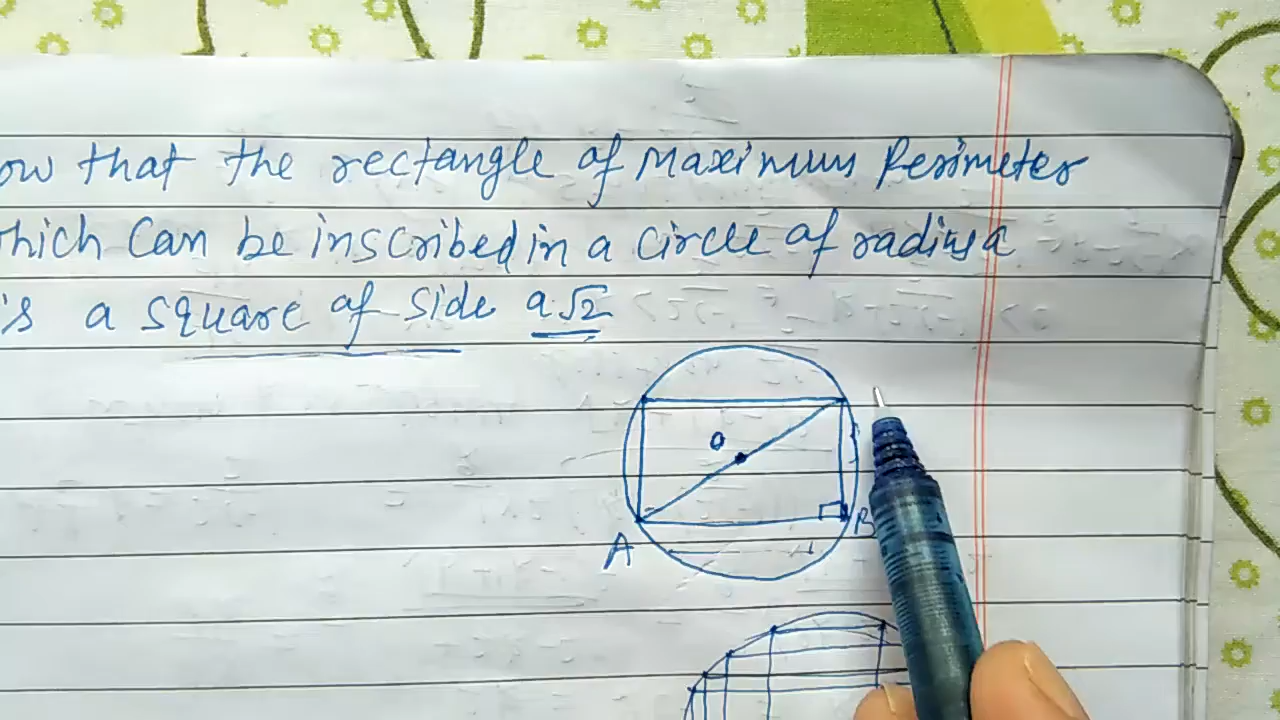 ow that the rectangle of Maximum Perimeter
hich Can be inscribed in a circle of radius a
is a square of side a√2
O
A
B